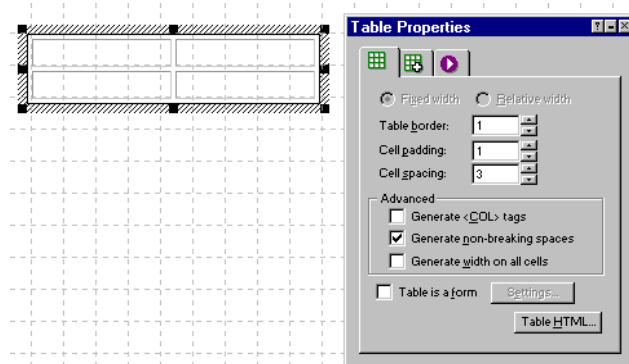 Table Properties
Fixed width Relative width
Table border: 1
Cell padding: 1
Cell spacing: 3
Advanced
Generate <COL> tags
Generate non-breaking spaces
Generate width on all cells
Table is a form Settings...
Table HTML...